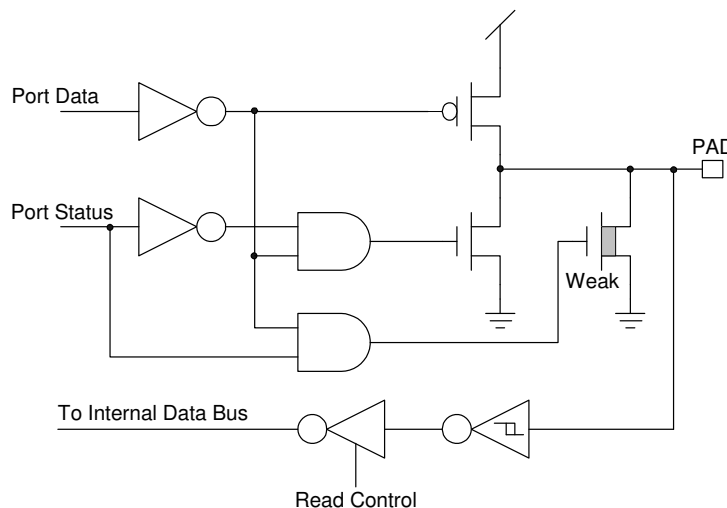 Port Data
PAD
Port Status
Weak
To Internal Data Bus
Read Control